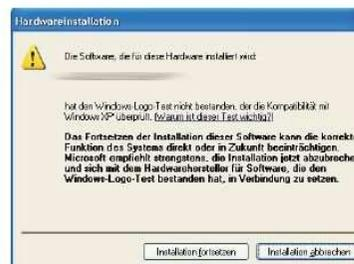 Hardwareinstallation
Die Software, die für diese Hardware installiert wird:
hat den Windows-Logo-Test nicht bestanden, der die Kompatibilität mit
Windows XP überprüft. (Warum ist dieser Test wichtig?)
Das Fortsetzen der Installation dieser Software kann die korrekt
Funktion des Systems direkt oder in Zukunft beeinträchtigen.
Microsoft empfiehlt strengstens, die Installation jetzt abzubreche
und sich mit dem Hardwarehersteller für Software, die den
Windows-Logo-Test bestanden hat, in Verbindung zu setzen.
Installation fortsetzen
Installation abbrechen